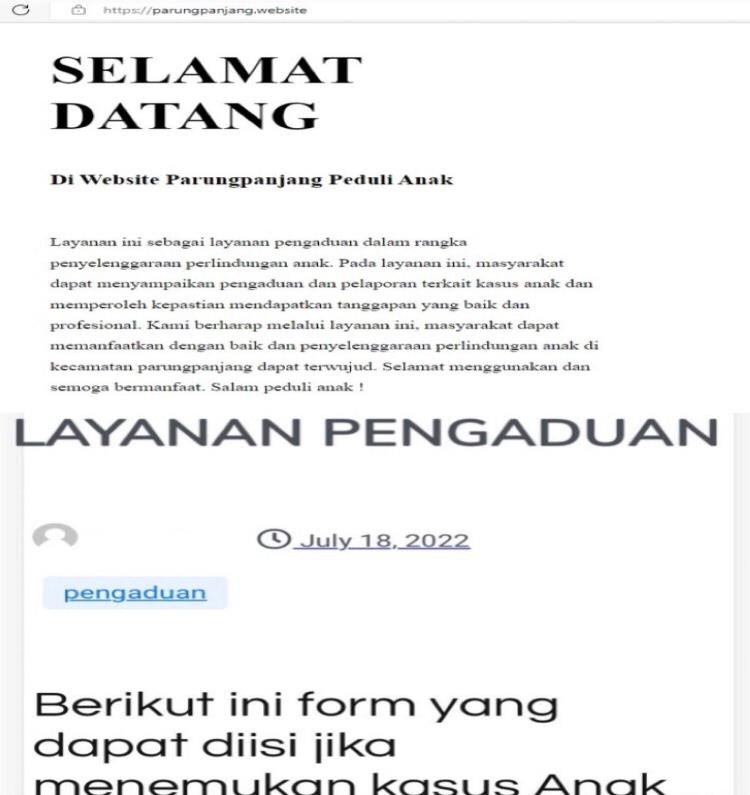 https://parungpanjang.website
SELAMAT
DATANG
Di Website Parungpanjang Peduli Anak
Layanan ini sebagai layanan pengaduan dalam rangka
penyelenggaraan perlindungan anak. Pada layanan ini, masyarakat
dapat menyampaikan pengaduan dan pelaporan terkait kasus anak dan
memperoleh kepastian mendapatkan tanggapan yang baik dan
profesional. Kami berharap melalui layanan ini, masyarakat dapat
memanfaatkan dengan baik dan penyelenggaraan perlindungan anak di
kecamatan parungpanjang dapat terwujud. Selamat menggunakan dan
semoga bermanfaat. Salam peduli anak !
LAYANAN PENGADUAN
July 18, 2022
pengaduan
Berikut ini form yang
dapat diisi jika
menemukan kasus Anak